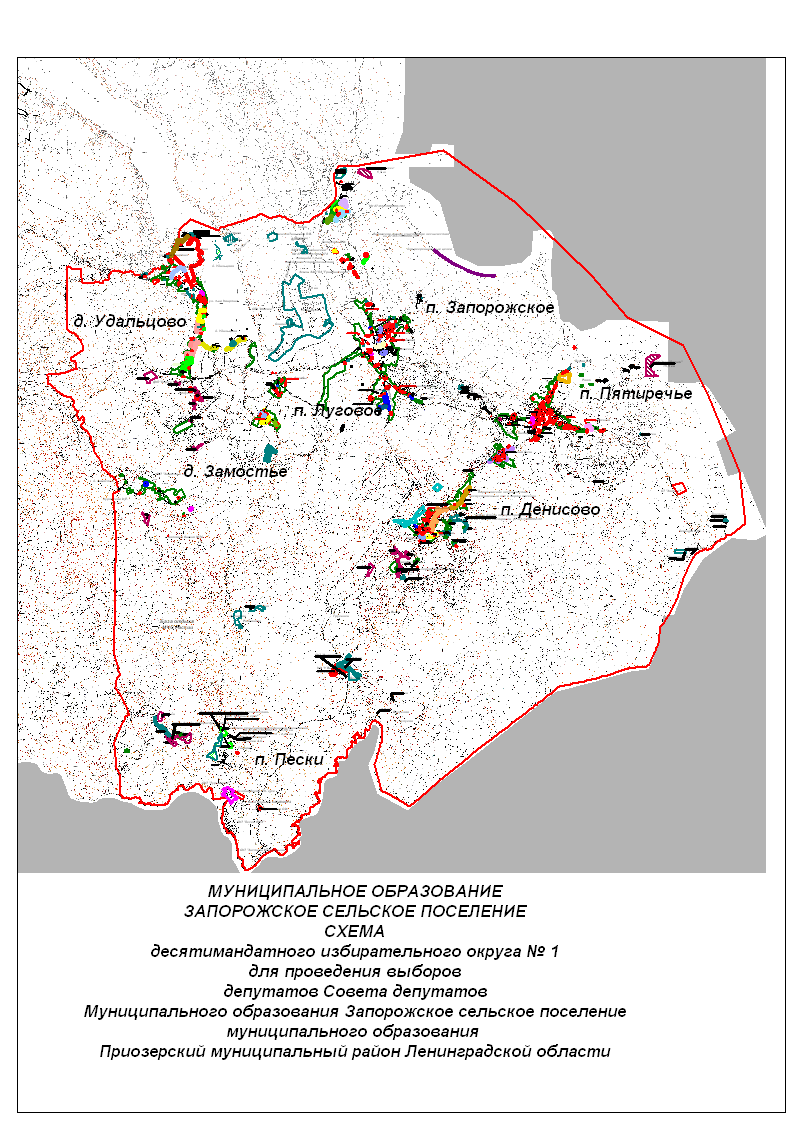 п. Запорожское
д. Удальцово
п. Пятиречье
п. Луговое
д. Замостье
п. Денисово
п. Пески
МУНИЦИПАЛЬНОЕ ОБРАЗОВАНИЕ
ЗАПОРОЖСКОЕ СЕЛЬСКОЕ ПОСЕЛЕНИЕ
СХЕМА
десятимандатного избирательного округа № 1
для проведения выборов
депутатов Совета депутатов
Муниципального образования Запорожское сельское поселение
муниципального образования
Приозерский муниципальный район Ленинградской области